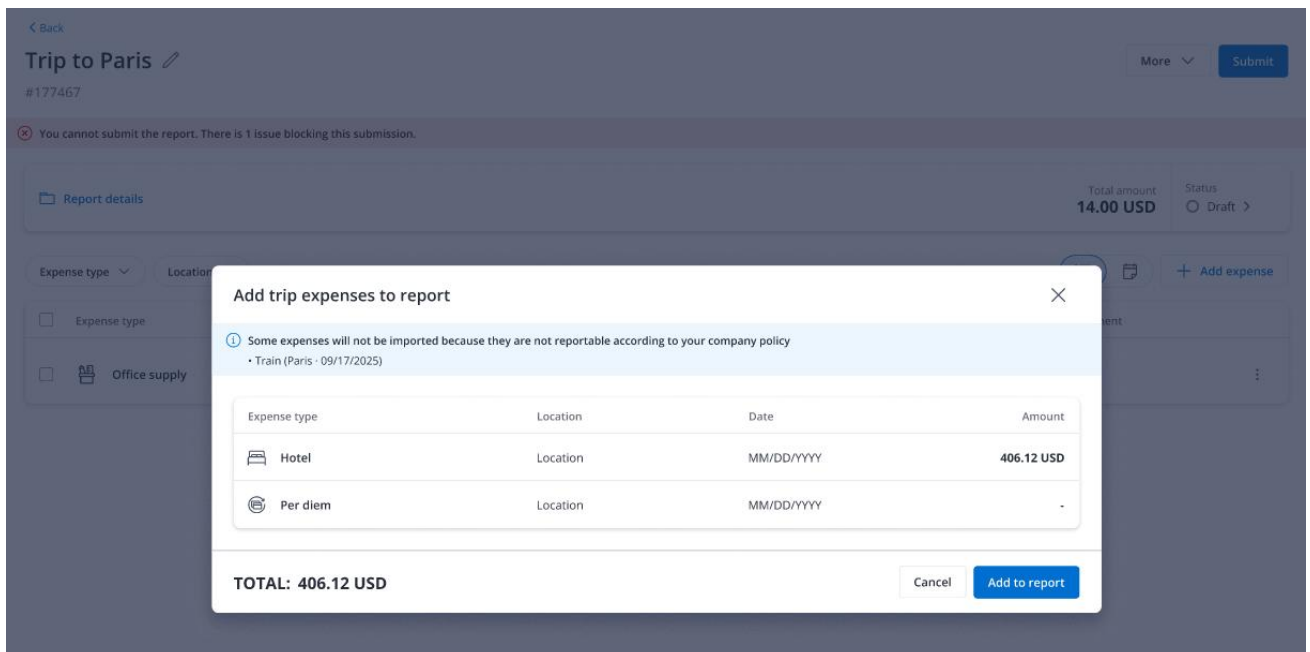 Back
Trip to Paris
More
Submit
#177467
You cannot submit the report. There is 1 issue blocking this submission.
Report details
Total amount
14.00 USD
Status
Draft
Expense type
Location
Add expense
Expense type
Office supply
Add trip expenses to report
Some expenses will not be imported because they are not reportable according to your company policy
• Train (Paris · 09/17/2025)
Expense type Location Date Amount
Hotel Location MM/DD/YYYY 406.12 USD
Per diem Location MM/DD/YYYY -
TOTAL: 406.12 USD
Cancel
Add to report